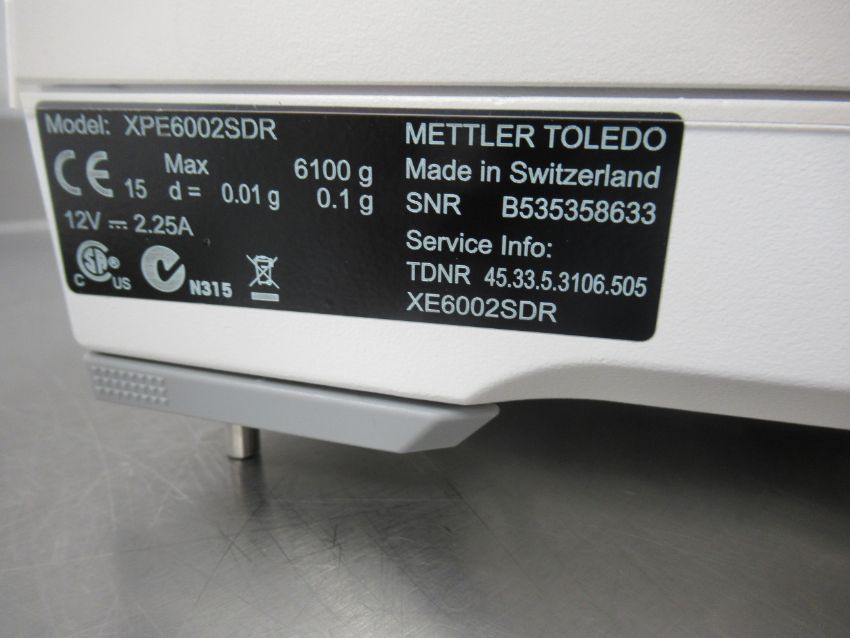 Model: XPE6002SDR
CE 15 Max 6100 g
d = 0.01 g 0.1 g
12V ⎓ 2.25A
C SA ® US N315
METTLER TOLEDO
Made in Switzerland
SNR B535358633
Service Info:
TDNR 45.33.5.3106.505
XE6002SDR